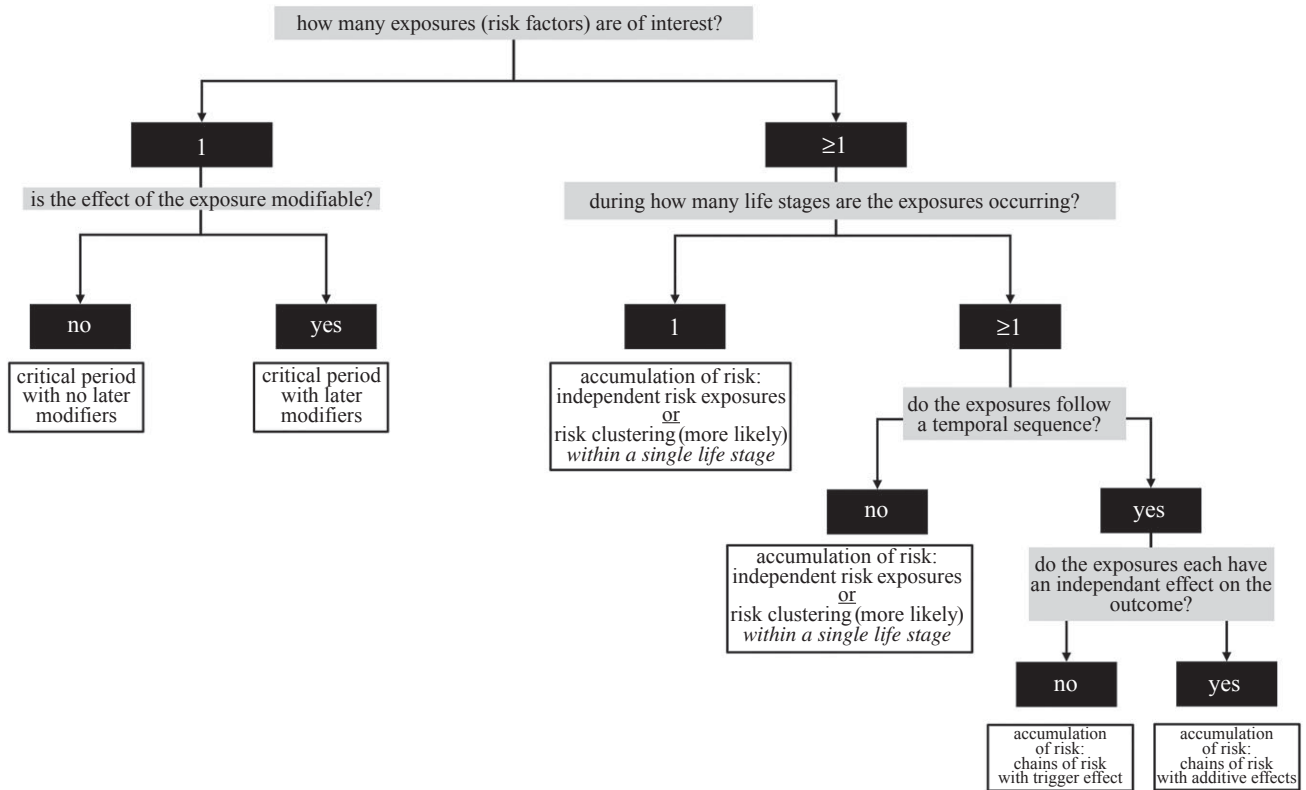 how many exposures (risk factors) are of interest?
1
≥1
is the effect of the exposure modifiable?
during how many life stages are the exposures occurring?
no
yes
1
≥1
critical period
with no later
modifiers
critical period
with later
modifiers
accumulation of risk:
independent risk exposures
or
risk clustering (more likely)
within a single life stage
do the exposures follow
a temporal sequence?
no
yes
accumulation of risk:
independent risk exposures
or
risk clustering (more likely)
within a single life stage
do the exposures each have
an independant effect on the
outcome?
no
yes
accumulation
of risk:
chains of risk
with trigger effect
accumulation
of risk:
chains of risk
with additive effects